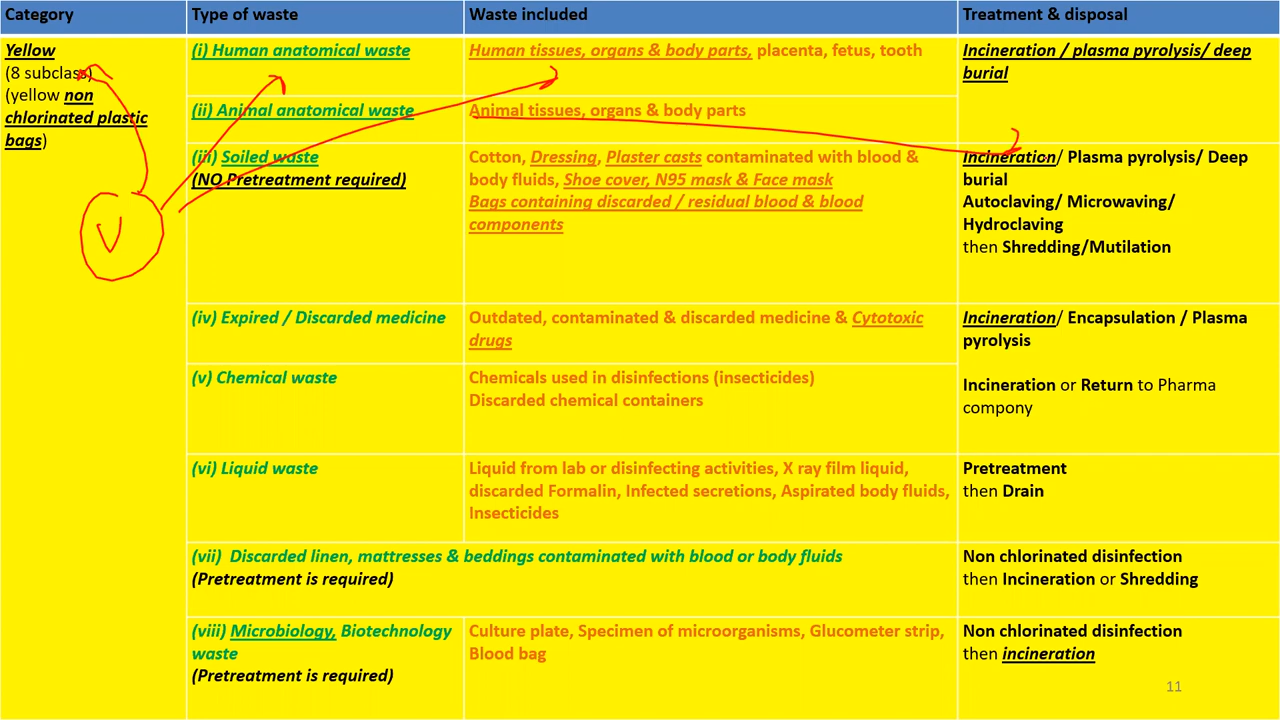 Category
Type of waste
Waste included
Treatment & disposal
Yellow
(8 subclass)
(yellow non
chlorinated plastic
bags)
(i) Human anatomical waste
Human tissues, organs & body parts, placenta, fetus, tooth
Incineration / plasma pyrolysis/ deep
burial
(ii) Animal anatomical waste
Animal tissues, organs & body parts
(iii) Soiled waste
(NO Pretreatment required)
Cotton, Dressing, Plaster casts contaminated with blood &
body fluids, Shoe cover, N95 mask & Face mask
Bags containing discarded / residual blood & blood
components
Incineration/ Plasma pyrolysis/ Deep
burial
Autoclaving/ Microwaving/
Hydroclaving
then Shredding/Mutilation
(iv) Expired / Discarded medicine
Outdated, contaminated & discarded medicine & Cytotoxic
drugs
Incineration/ Encapsulation / Plasma
pyrolysis
(v) Chemical waste
Chemicals used in disinfections (insecticides)
Discarded chemical containers
Incineration or Return to Pharma
compony
(vi) Liquid waste
Liquid from lab or disinfecting activities, X ray film liquid,
discarded Formalin, Infected secretions, Aspirated body fluids,
Insecticides
Pretreatment
then Drain
(vii) Discarded linen, mattresses & beddings contaminated with blood or body fluids
(Pretreatment is required)
Non chlorinated disinfection
then Incineration or Shredding
(viii) Microbiology, Biotechnology
waste
(Pretreatment is required)
Culture plate, Specimen of microorganisms, Glucometer strip,
Blood bag
Non chlorinated disinfection
then incineration
11